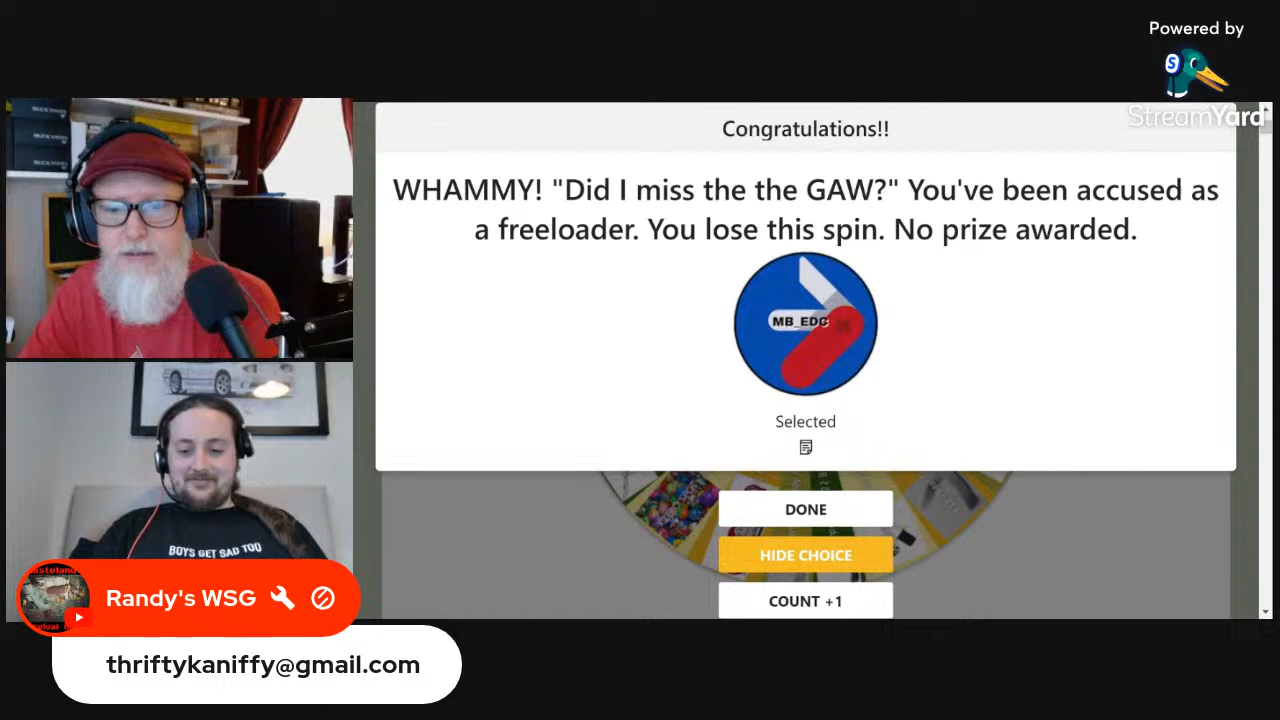 Powered by
StreamYard
Congratulations!!
WHAMMY! "Did I miss the the GAW?" You've been accused as
a freeloader. You lose this spin. No prize awarded.
MB_EDC
Selected
DONE
HIDE CHOICE
COUNT +1
BOYS GET SAD TOO
Randy's WSG
thriftykaniffy@gmail.com